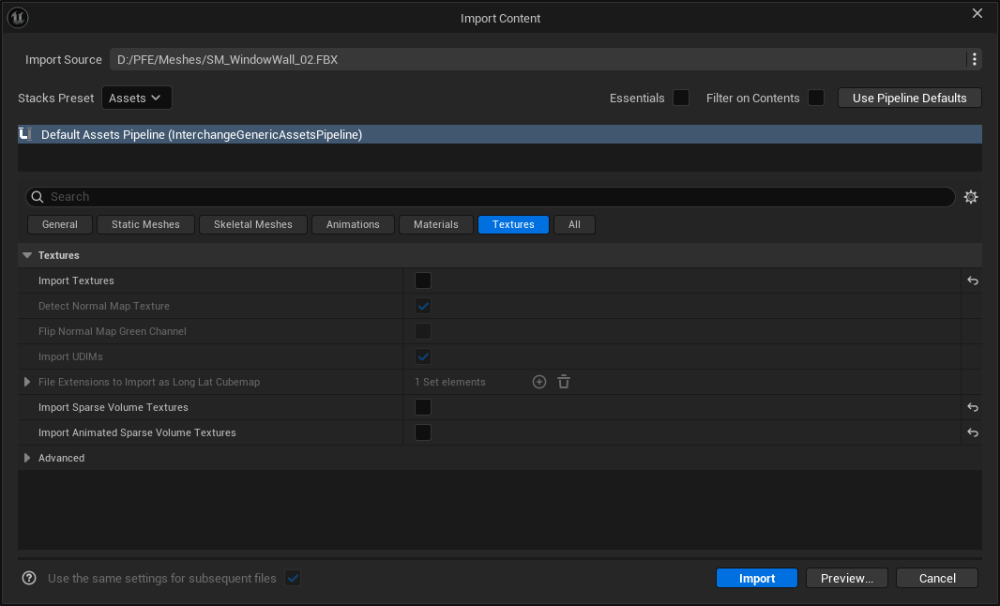 Import Content
Import Source D:/PFE/Meshes/SM_WindowWall_02.FBX
Stacks Preset Assets Essentials Filter on Contents Use Pipeline Defaults
Default Assets Pipeline (InterchangeGenericAssetsPipeline)
Search
General Static Meshes Skeletal Meshes Animations Materials Textures All
Textures
Import Textures
Detect Normal Map Texture
Flip Normal Map Green Channel
Import UDIMs
File Extensions to Import as Long Lat Cubemap 1 Set elements
Import Sparse Volume Textures
Import Animated Sparse Volume Textures
Advanced
Use the same settings for subsequent files Import Preview... Cancel